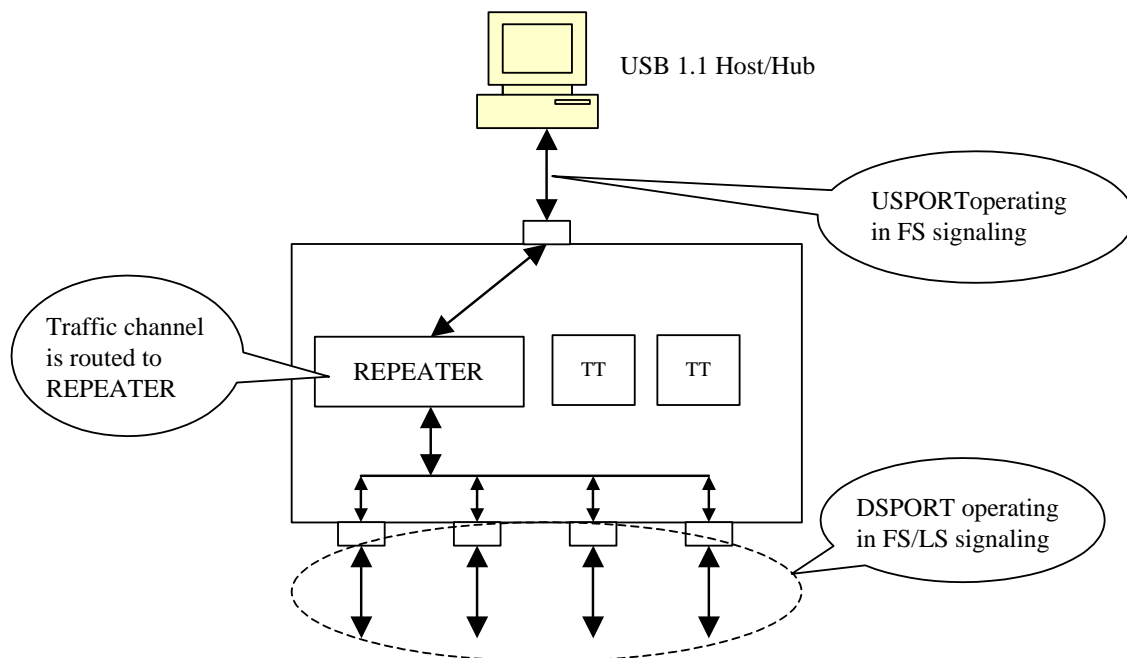 USB 1.1 Host/Hub
USPORToperating
in FS signaling
Traffic channel
is routed to
REPEATER
REPEATER
TT
TT
DSPORT operating
in FS/LS signaling